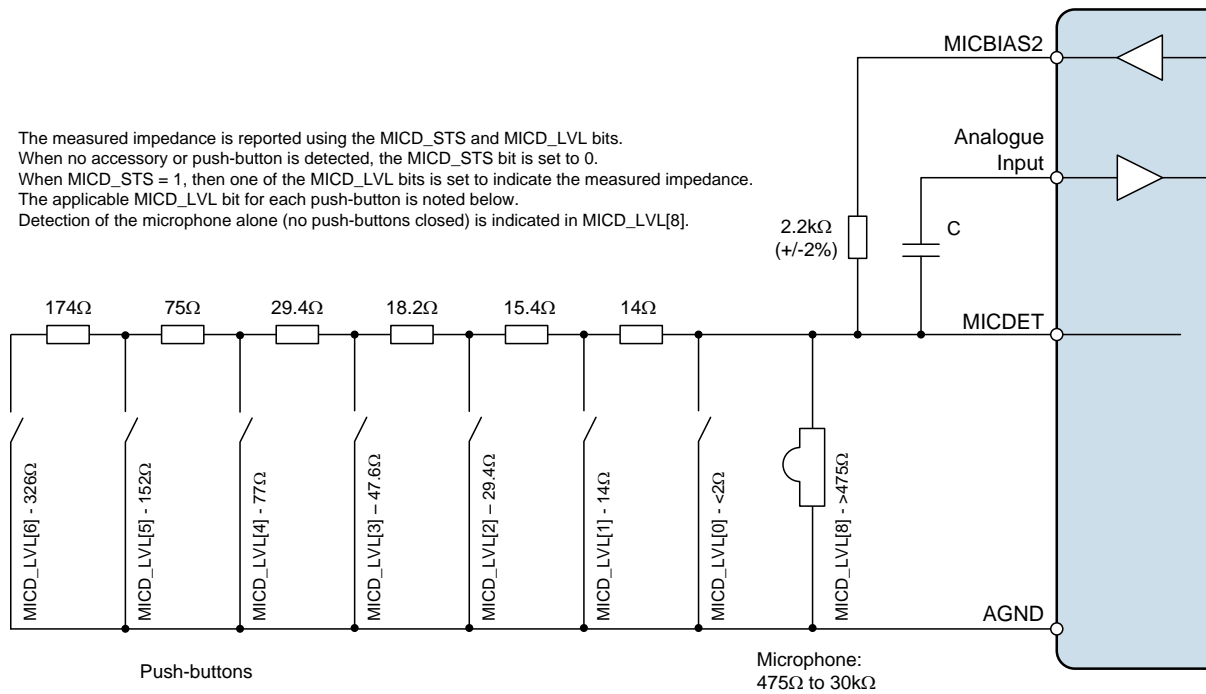 MICBIAS2
The measured impedance is reported using the MICD_STS and MICD_LVL bits.
When no accessory or push-button is detected, the MICD_STS bit is set to 0.
When MICD_STS = 1, then one of the MICD_LVL bits is set to indicate the measured impedance.
The applicable MICD_LVL bit for each push-button is noted below.
Detection of the microphone alone (no push-buttons closed) is indicated in MICD_LVL[8].
Analogue
Input
2.2kΩ
(+/-2%)
C
174Ω
75Ω
29.4Ω
18.2Ω
15.4Ω
14Ω
MICDET
MICD_LVL[6] - 326Ω
MICD_LVL[5] - 152Ω
MICD_LVL[4] - 77Ω
MICD_LVL[3] – 47.6Ω
MICD_LVL[2] – 29.4Ω
MICD_LVL[1] - 14Ω
MICD_LVL[0] - <2Ω
MICD_LVL[8] - >475Ω
AGND
Push-buttons
Microphone:
475Ω to 30kΩ